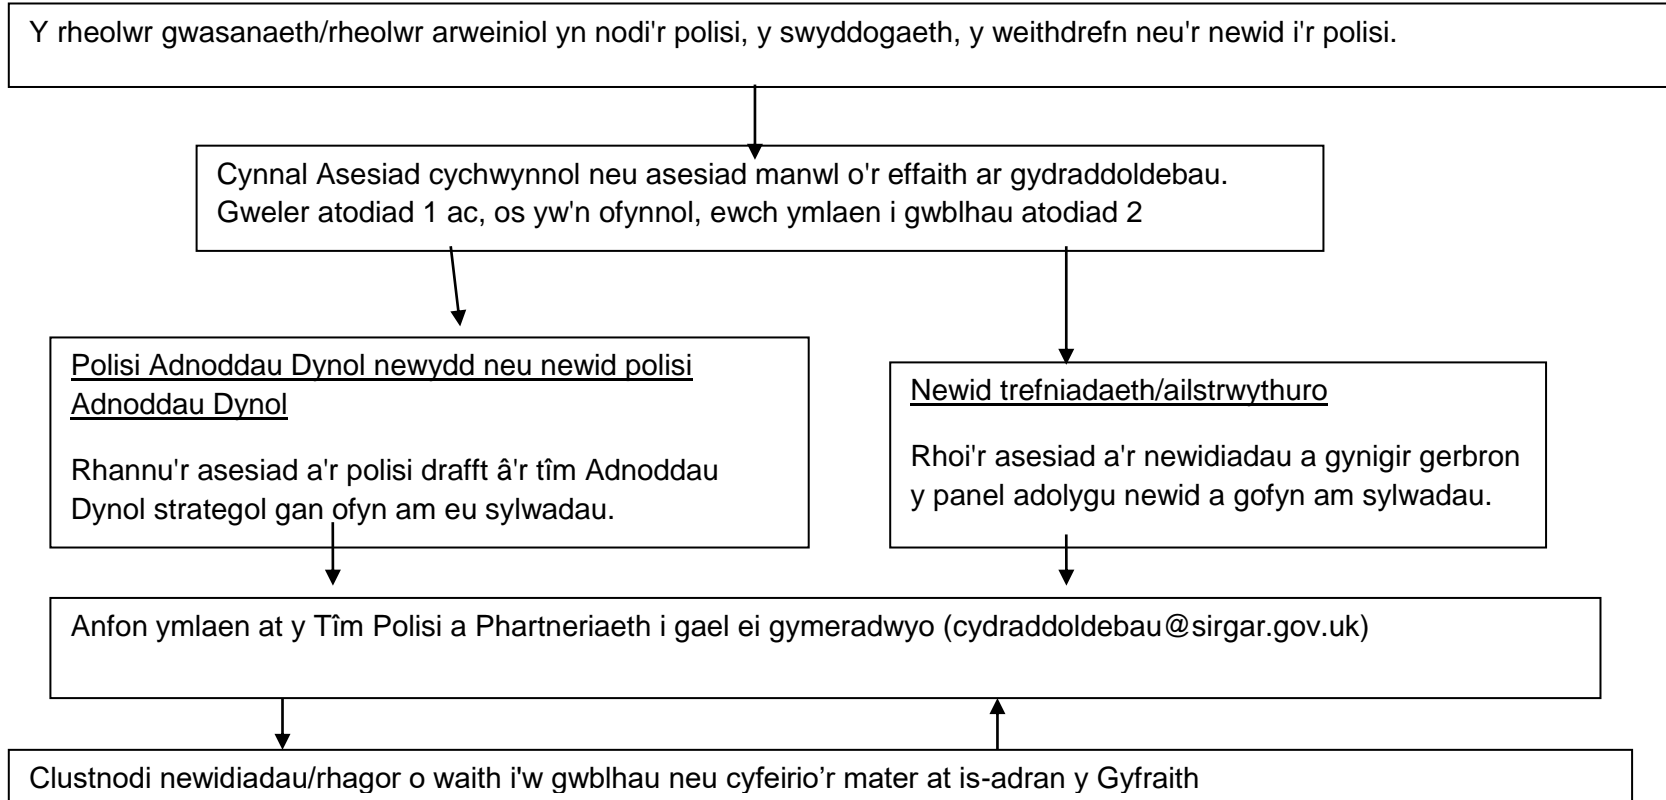 Y rheolwr gwasanaeth/rheolwr arweiniol yn nodi'r polisi, y swyddogaeth, y weithdrefn neu'r newid i'r polisi.
Cynnal Asesiad cychwynnol neu asesiad manwl o'r effaith ar gydraddoldebau.
Gweler atodiad 1 ac, os yw'n ofynnol, ewch ymlaen i gwblhau atodiad 2
Polisi Adnoddau Dynol newydd neu newid polisi
Adnoddau Dynol
Rhannu'r asesiad a'r polisi drafft â'r tîm Adnoddau
Dynol strategol gan ofyn am eu sylwadau.
Newid trefniadaeth/ailstrwythuro
Rhoi'r asesiad a'r newidiadau a gynigir gerbron
y panel adolygu newid a gofyn am sylwadau.
Anfon ymlaen at y Tîm Polisi a Phartneriaeth i gael ei gymeradwyo (cydraddoldebau@sirgar.gov.uk)
Clustnodi newidiadau/rhagor o waith i'w gwblhau neu cyfeirio’r mater at is-adran y Gyfraith